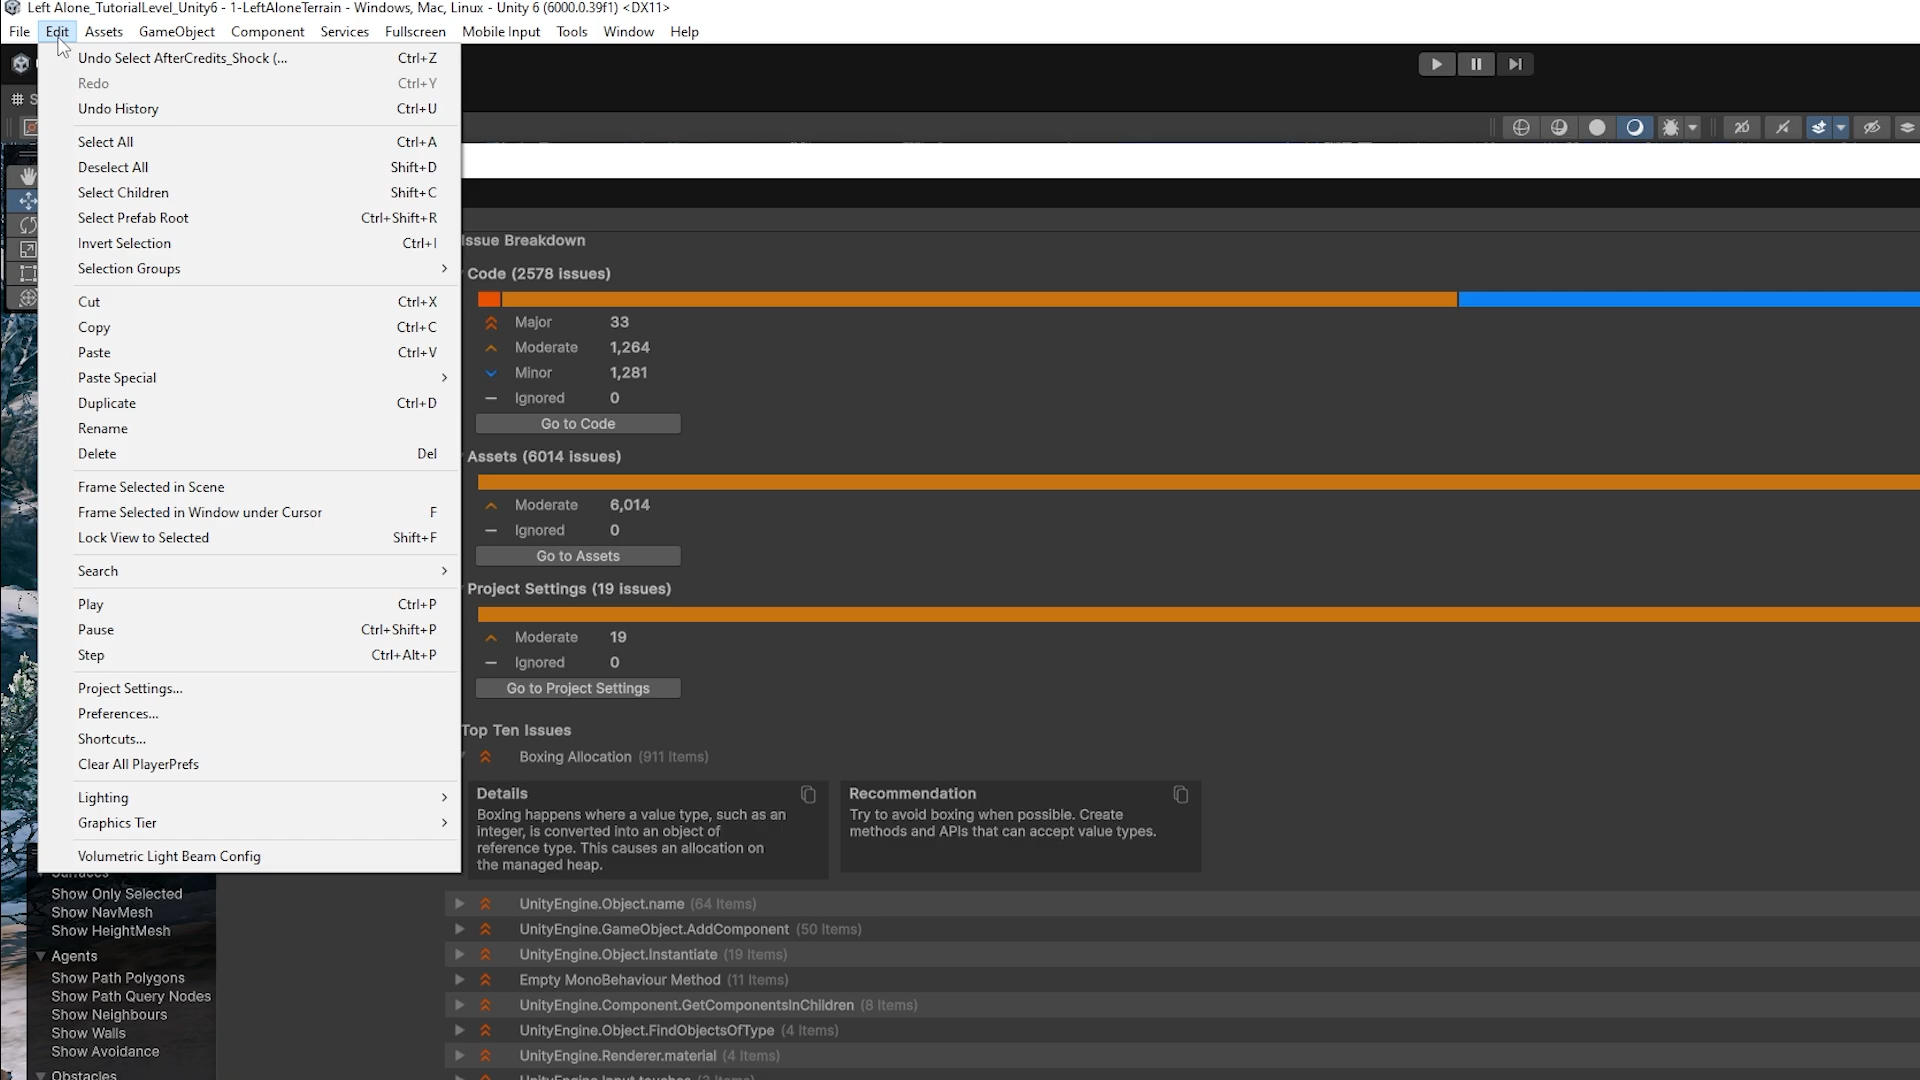 Left Alone_TutorialLevel_Unity6 - 1-LeftAloneTerrain - Windows, Mac, Linux - Unity 6 (6000.0.39f1) <DX11>
File Edit Assets GameObject Component Services Fullscreen Mobile Input Tools Window Help
Undo Select AfterCredits_Shock (... Ctrl+Z
Redo Ctrl+Y
Undo History Ctrl+U
Select All Ctrl+A
Deselect All Shift+D
Select Children Shift+C
Select Prefab Root Ctrl+Shift+R
Invert Selection Ctrl+I
Selection Groups
Cut Ctrl+X
Copy Ctrl+C
Paste Ctrl+V
Paste Special
Duplicate Ctrl+D
Rename
Delete Del
Frame Selected in Scene
Frame Selected in Window under Cursor F
Lock View to Selected Shift+F
Search
Play Ctrl+P
Pause Ctrl+Shift+P
Step Ctrl+Alt+P
Project Settings...
Preferences...
Shortcuts...
Clear All PlayerPrefs
Lighting
Graphics Tier
Volumetric Light Beam Config
2D
Issue Breakdown
Code (2578 issues)
Major 33
Moderate 1,264
Minor 1,281
Ignored 0
Go to Code
Assets (6014 issues)
Moderate 6,014
Ignored 0
Go to Assets
Project Settings (19 issues)
Moderate 19
Ignored 0
Go to Project Settings
Top Ten Issues
Boxing Allocation (911 Items)
Details
Boxing happens where a value type, such as an
integer, is converted into an object of
reference type. This causes an allocation on
the managed heap.
Recommendation
Try to avoid boxing when possible. Create
methods and APIs that can accept value types.
UnityEngine.Object.name (64 Items)
UnityEngine.GameObject.AddComponent (50 Items)
UnityEngine.Object.Instantiate (19 Items)
Empty MonoBehaviour Method (11 Items)
UnityEngine.Component.GetComponentsInChildren (8 Items)
UnityEngine.Object.FindObjectsOfType (4 Items)
UnityEngine.Renderer.material (4 Items)
Surfaces
Show Only Selected
Show NavMesh
Show HeightMesh
Agents
Show Path Polygons
Show Path Query Nodes
Show Neighbours
Show Walls
Show Avoidance
Obstacles